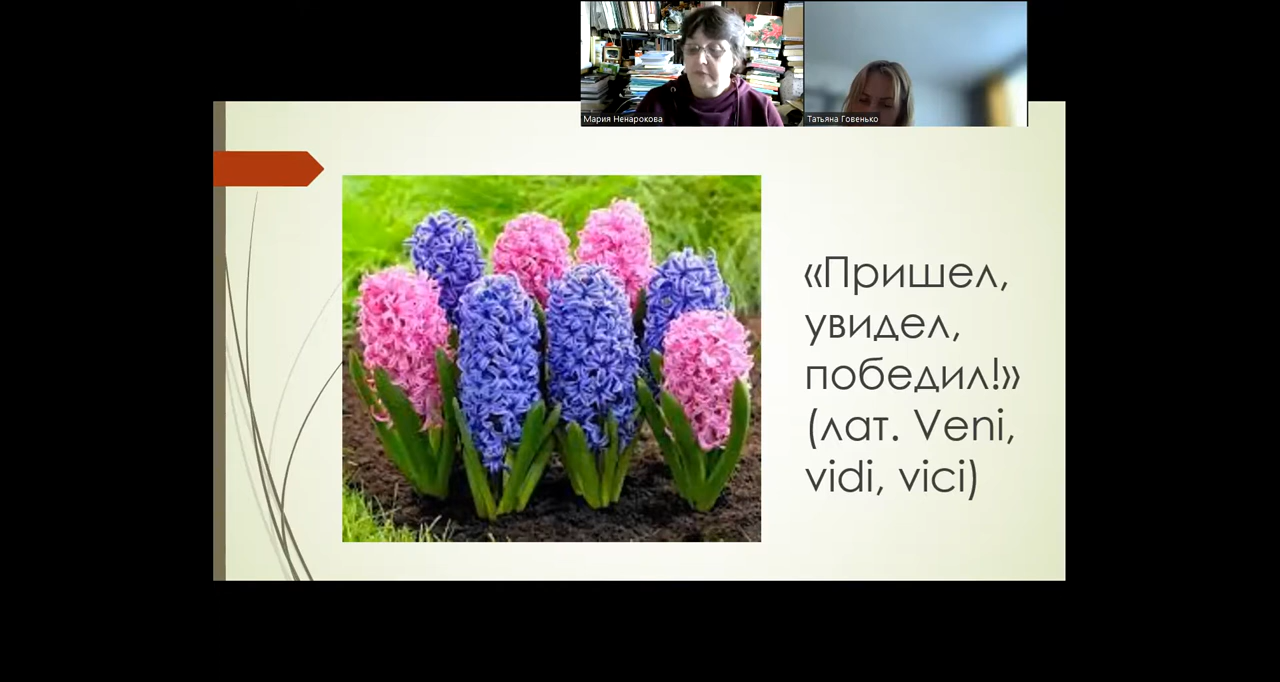 Мария Ненарокова
Татьяна Говенько
«Пришел,
увидел,
победил!»
(лат. Veni,
vidi, vici)